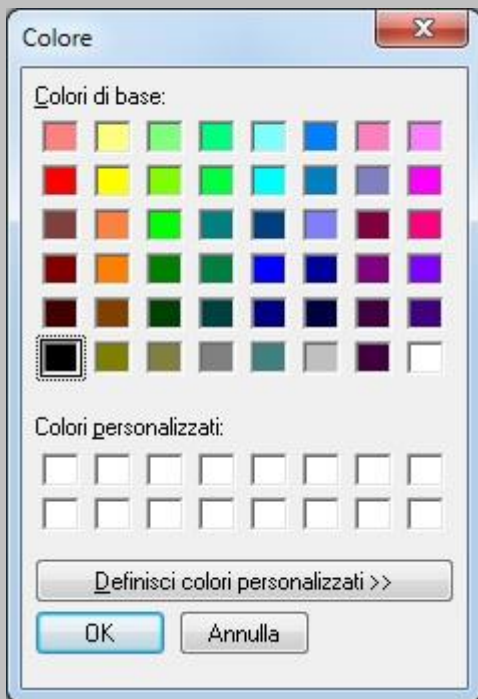 Colore
Colori di base:
Colori personalizzati:
Definisci colori personalizzati >>
OK Annulla